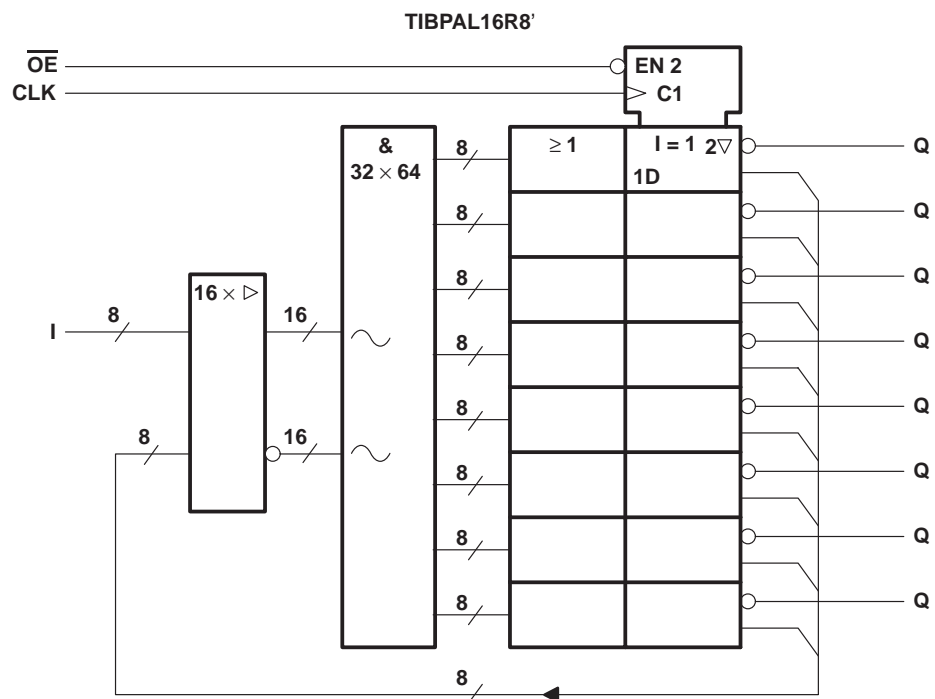 TIBPAL16R8'
OE
EN 2
CLK
C1
&
32 × 64
8
≥ 1
I = 1 2▽
1D
Q
8
Q
8
Q
16 × ▷
I
8
16
8
Q
8
Q
8
16
8
Q
8
Q
8
Q
8